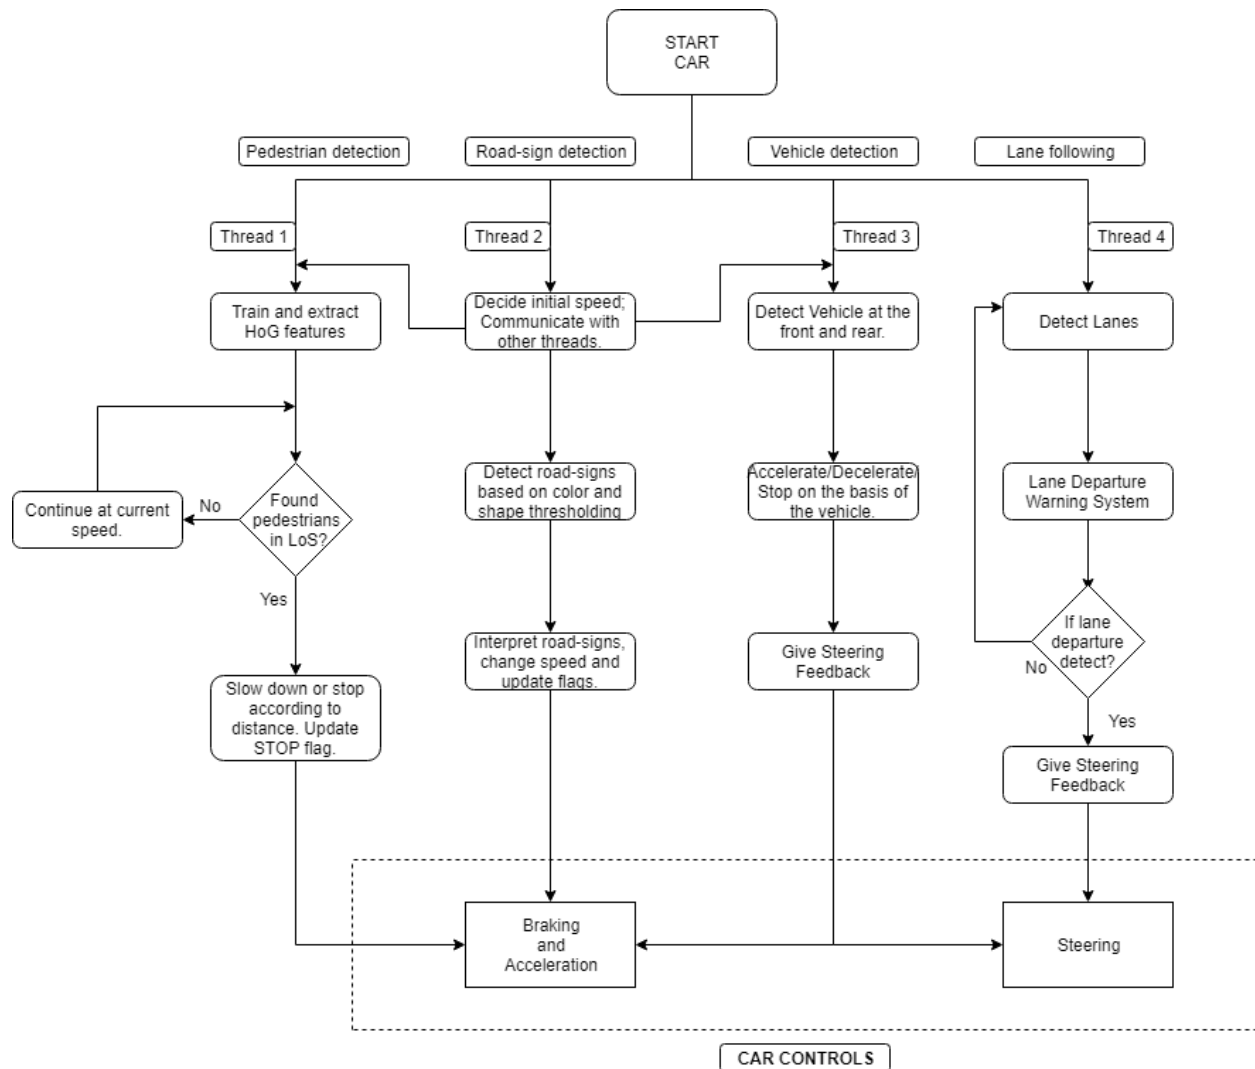 START
CAR
Pedestrian detection
Road-sign detection
Vehicle detection
Lane following
Thread 1
Thread 2
Thread 3
Thread 4
Train and extract
HoG features
Decide initial speed;
Communicate with
other threads.
Detect Vehicle at the
front and rear.
Detect Lanes
Continue at current
speed.
No
Found
pedestrians
in LoS?
Yes
Detect road-signs
based on color and
shape thresholding
Accelerate/Decelerate/
Stop on the basis of
the vehicle.
Lane Departure
Warning System
Slow down or stop
according to
distance. Update
STOP flag.
Interpret road-signs,
change speed and
update flags.
Give Steering
Feedback
If lane
departure
detect?
No
Yes
Give Steering
Feedback
Braking
and
Acceleration
Steering
CAR CONTROLS